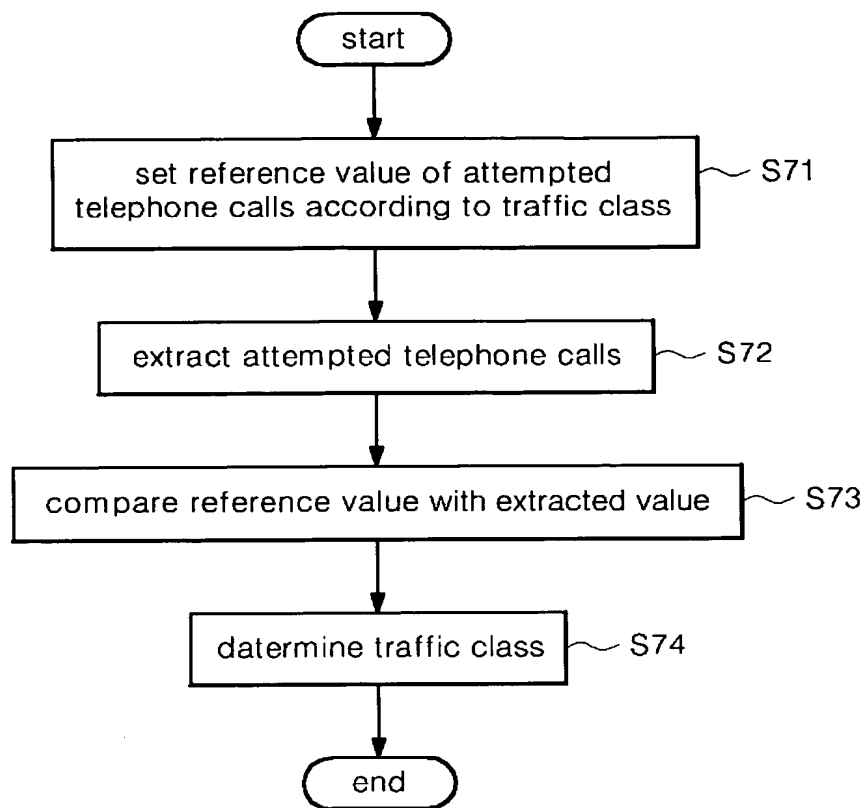 start
set reference value of attempted
telephone calls according to traffic class
S71
extract attempted telephone calls
S72
compare reference value with extracted value
S73
datermine traffic class
S74
end